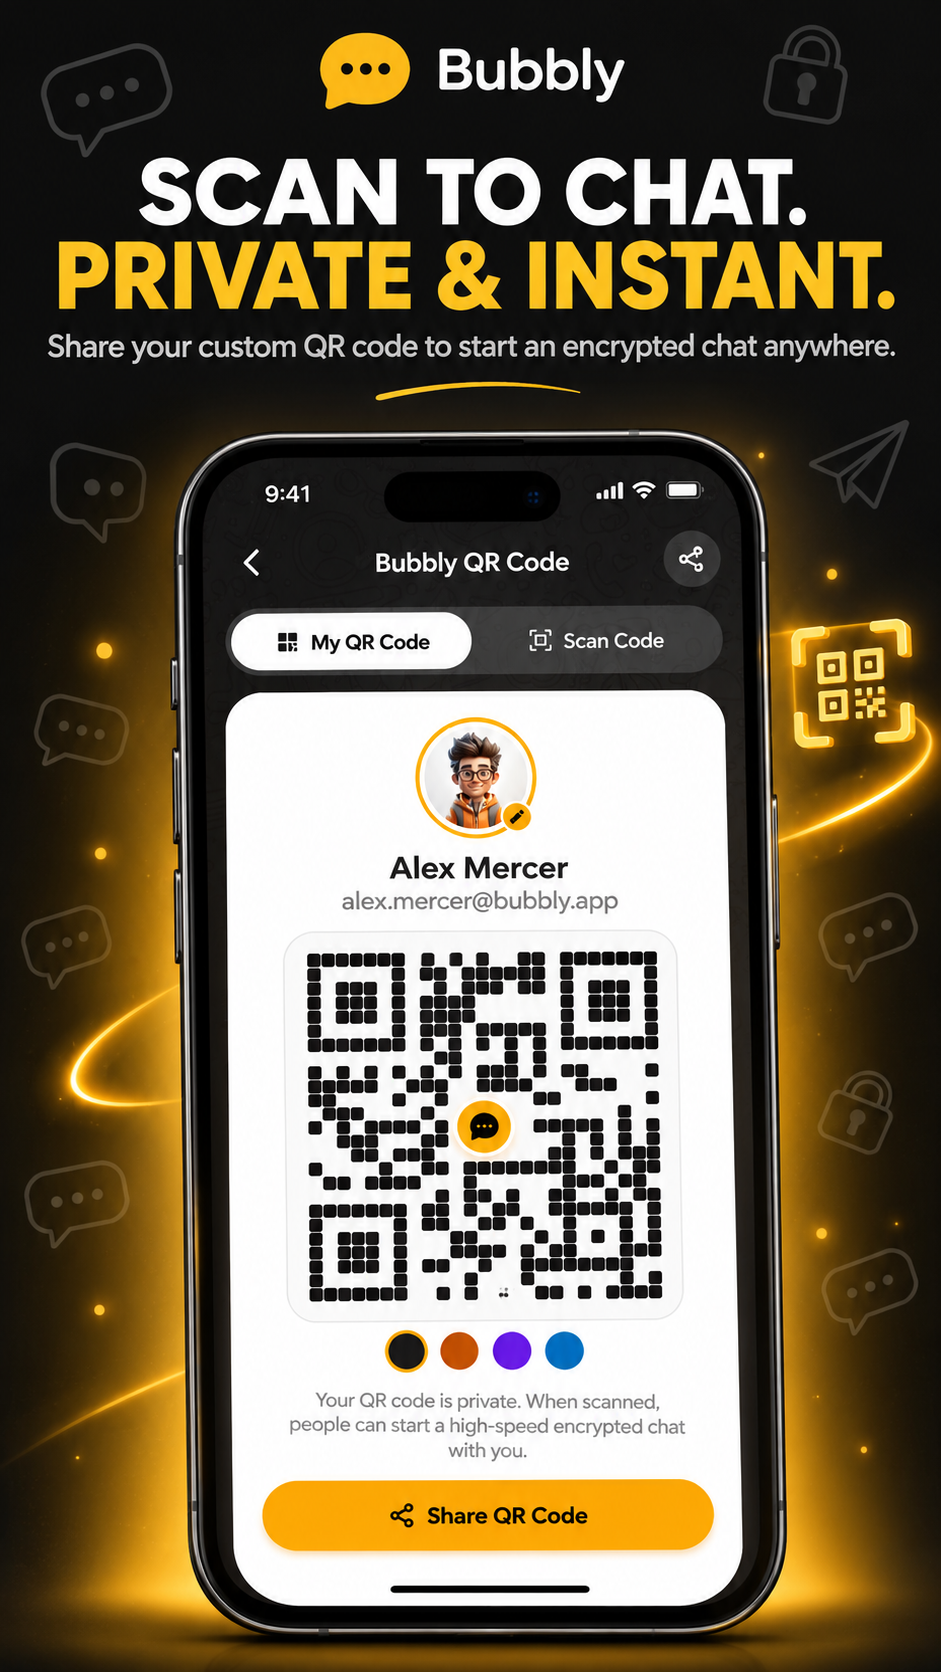 Bubbly
SCAN TO CHAT.
PRIVATE & INSTANT.
Share your custom QR code to start an encrypted chat anywhere.
9:41
Bubbly QR Code
My QR Code
Scan Code
Alex Mercer
alex.mercer@bubbly.app
Your QR code is private. When scanned,
people can start a high-speed encrypted chat
with you.
Share QR Code